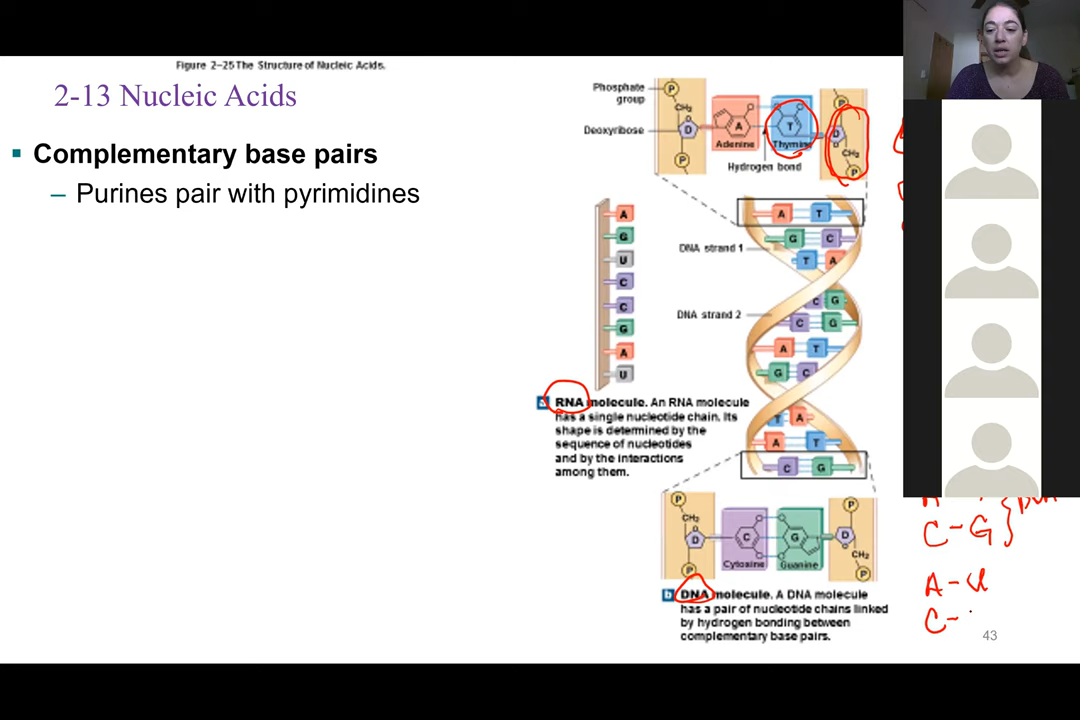 Figure 2-25 The Structure of Nucleic Acids.
2-13 Nucleic Acids
Complementary base pairs
– Purines pair with pyrimidines
Phosphate
group
Deoxyribose
P
CH2
D
P
A
Adenine
T
Thymine
P
D
CH2
P
Hydrogen bond
A
G
U
C
C
G
A
U
A T
G C
T A
C G
C G
A T
G C
T A
A T
C G
DNA strand 1
DNA strand 2
a RNA molecule. An RNA molecule
has a single nucleotide chain. Its
shape is determined by the
sequence of nucleotides
and by the interactions
among them.
P
CH2
D
P
C
Cytosine
G
Guanine
P
D
CH2
P
b DNA molecule. A DNA molecule
has a pair of nucleotide chains linked
by hydrogen bonding between
complementary base pairs.
C-G
A-U
C-
43